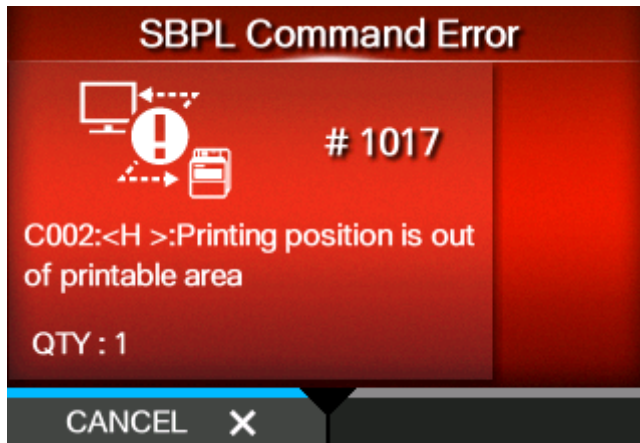 SBPL Command Error
# 1017
C002:<H >:Printing position is out
of printable area
QTY : 1
CANCEL ✕